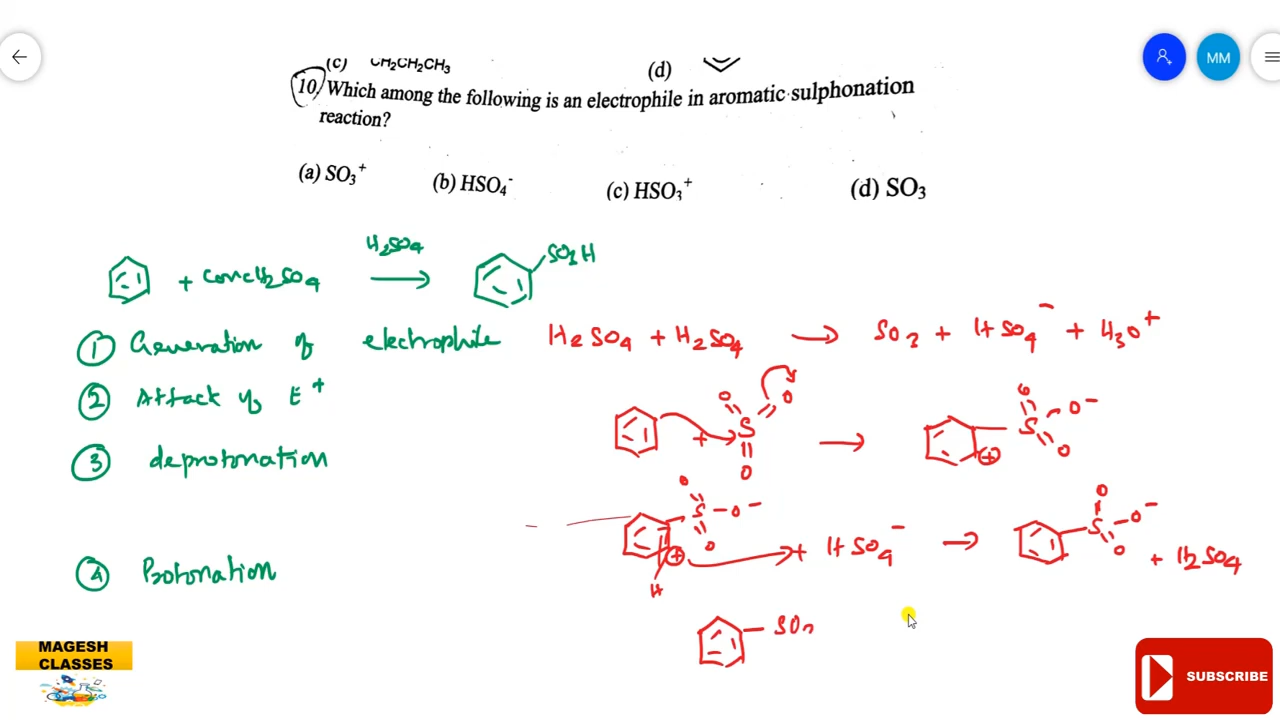 (c) CH₂CH₂CH₃ (d)
MM
10) Which among the following is an electrophile in aromatic sulphonation
reaction?
(a) SO₃⁺ (b) HSO₄⁻ (c) HSO₃⁺ (d) SO₃
H₂SO₄
SO₃H
+ conc H₂SO₄
① Generation of electrophile H₂SO₄ + H₂SO₄ → SO₃ + HSO₄⁻ + H₃O⁺
② Attack of E⁺
O O
+ S → S O⁻
O + O
③ deprotonation
O O
S – O⁻ S – O⁻
O O
+ + HSO₄⁻ → + H₂SO₄
H
④ Protonation
MAGESH
CLASSES
SUBSCRIBE